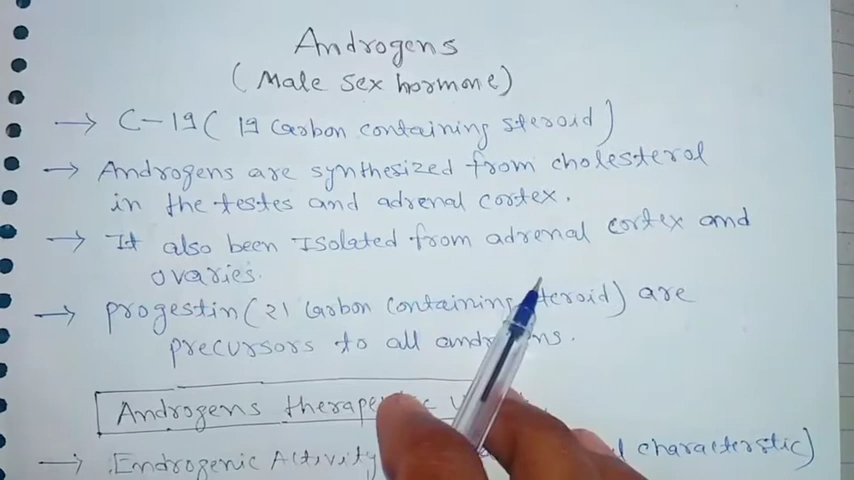 Androgens
(Male sex hormone)
→ C-19 ( 19 Carbon containing steroid)
→ Androgens are synthesized from cholesterol
in the testes and adrenal cortex.
→ It also been Isolated from adrenal cortex and
ovaries.
→ progestin (21 Carbon containing steroid) are
precursors to all
Androgens
→ Endrogenic Activity
characterstic)